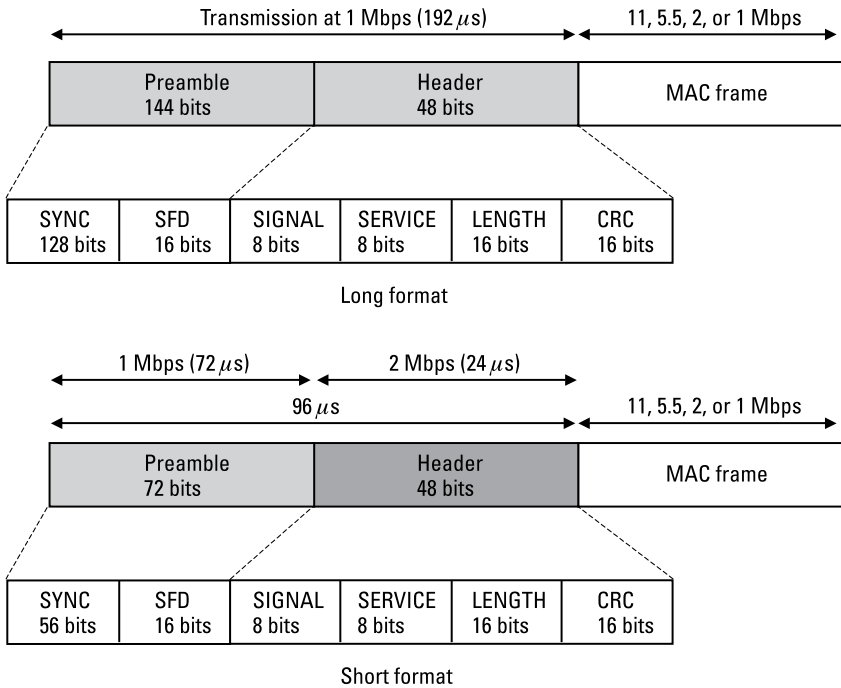 Transmission at 1 Mbps (192 μs)
11, 5.5, 2, or 1 Mbps
Preamble
144 bits
Header
48 bits
MAC frame
SYNC
128 bits
SFD
16 bits
SIGNAL
8 bits
SERVICE
8 bits
LENGTH
16 bits
CRC
16 bits
Long format
1 Mbps (72 μs)
2 Mbps (24 μs)
96 μs
11, 5.5, 2, or 1 Mbps
Preamble
72 bits
Header
48 bits
MAC frame
SYNC
56 bits
SFD
16 bits
SIGNAL
8 bits
SERVICE
8 bits
LENGTH
16 bits
CRC
16 bits
Short format